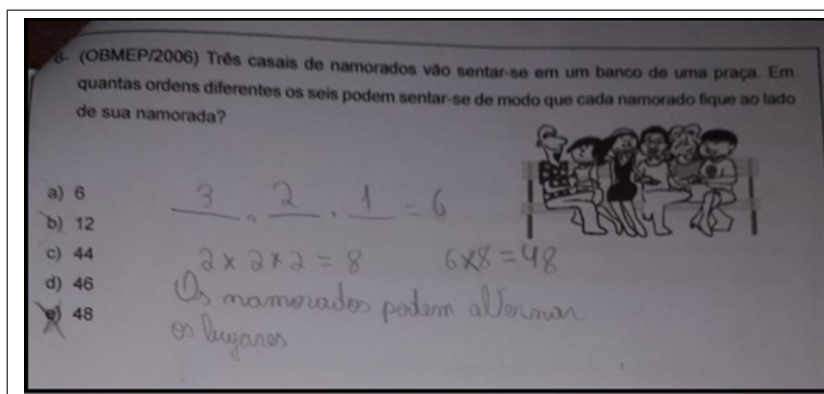 6- (OBMEP/2006) Três casais de namorados vão sentar-se em um banco de uma praça. Em
quantas ordens diferentes os seis podem sentar-se de modo que cada namorado fique ao lado
de sua namorada?
a) 6
b) 12
c) 44
d) 46
e) 48
3 . 2 . 1 = 6
2 x 2 x 2 = 8 6x8 = 48
Os namorados podem alternar
os lugares